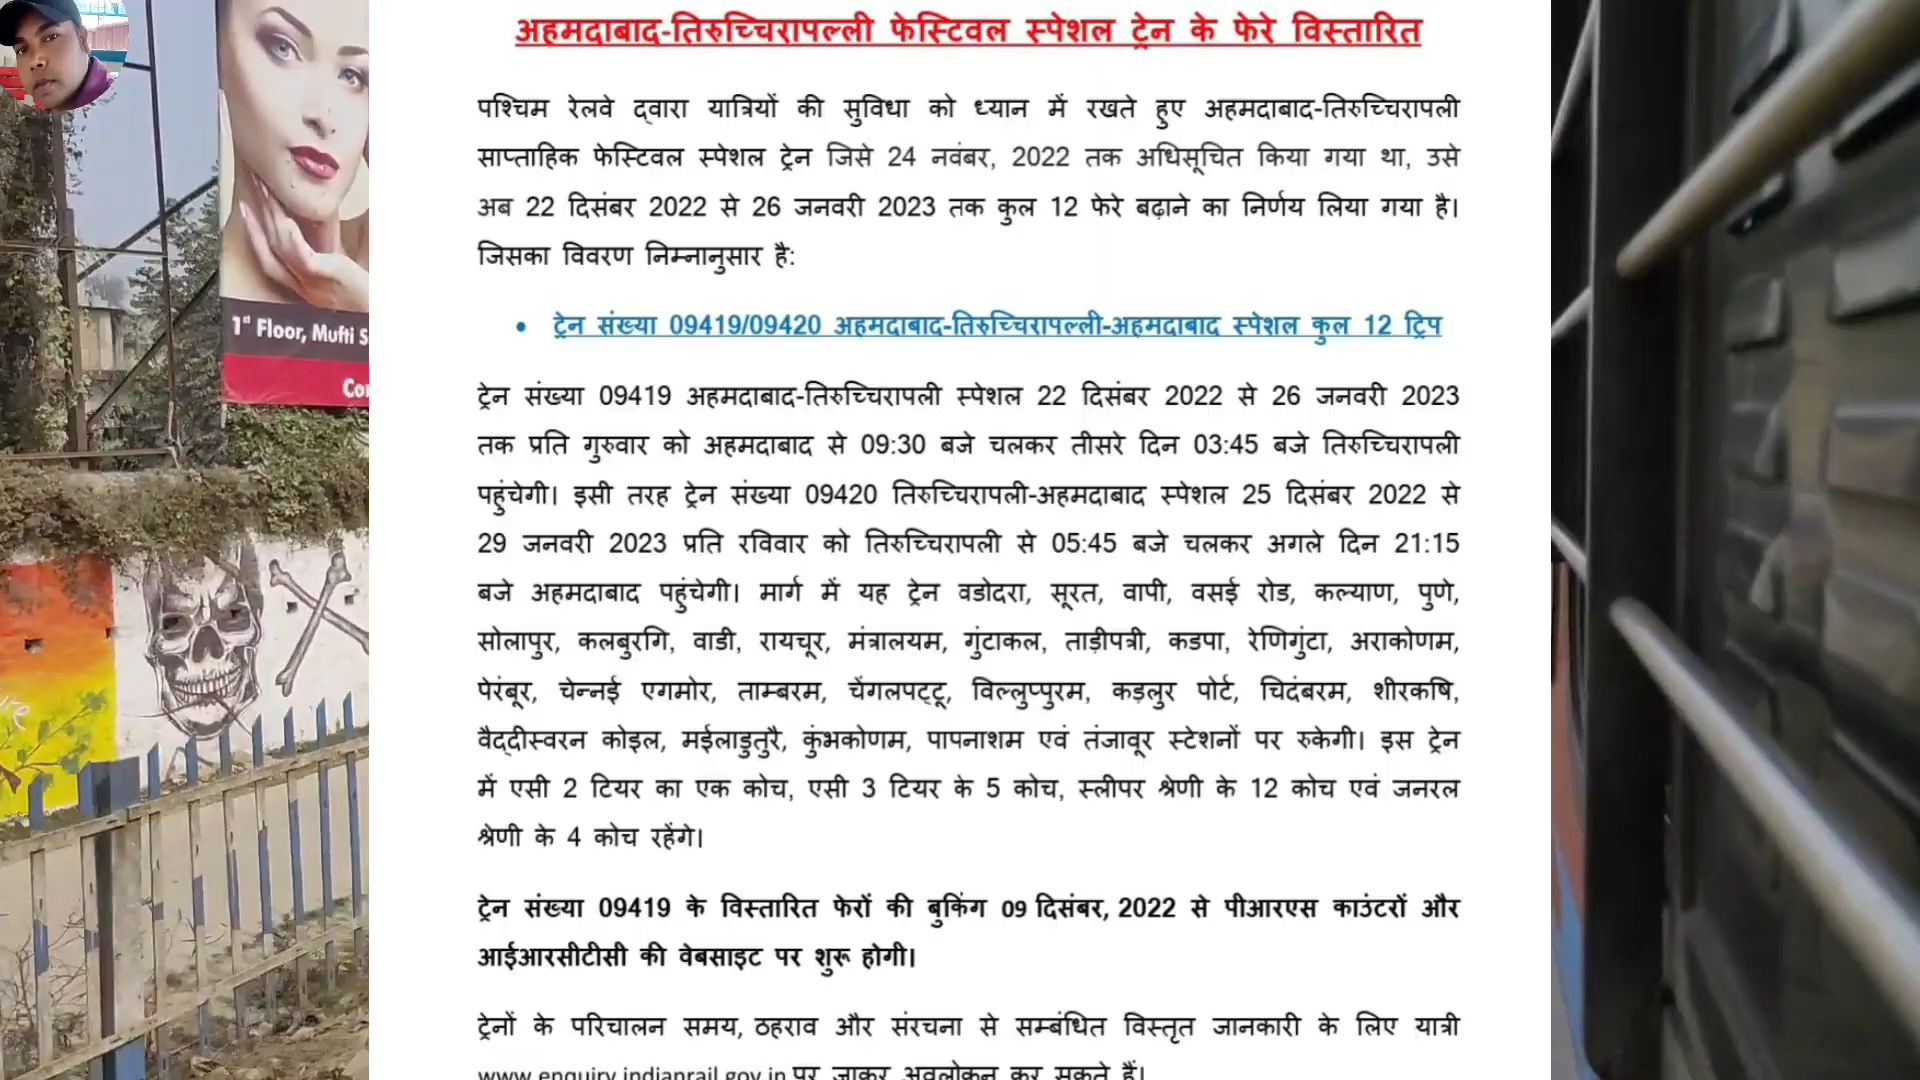 अहमदाबाद-तिरुच्चिरापल्ली फेस्टिवल स्पेशल ट्रेन के फेरे विस्तारित
पश्चिम रेलवे द्वारा यात्रियों की सुविधा को ध्यान में रखते हुए अहमदाबाद-तिरुच्चिरापली
साप्ताहिक फेस्टिवल स्पेशल ट्रेन जिसे 24 नवंबर, 2022 तक अधिसूचित किया गया था, उसे
अब 22 दिसंबर 2022 से 26 जनवरी 2023 तक कुल 12 फेरे बढ़ाने का निर्णय लिया गया है।
जिसका विवरण निम्नानुसार है:
• ट्रेन संख्या 09419/09420 अहमदाबाद-तिरुच्चिरापल्ली-अहमदाबाद स्पेशल कुल 12 ट्रिप
ट्रेन संख्या 09419 अहमदाबाद-तिरुच्चिरापली स्पेशल 22 दिसंबर 2022 से 26 जनवरी 2023
तक प्रति गुरुवार को अहमदाबाद से 09:30 बजे चलकर तीसरे दिन 03:45 बजे तिरुच्चिरापली
पहुंचेगी। इसी तरह ट्रेन संख्या 09420 तिरुच्चिरापली-अहमदाबाद स्पेशल 25 दिसंबर 2022 से
29 जनवरी 2023 प्रति रविवार को तिरुच्चिरापली से 05:45 बजे चलकर अगले दिन 21:15
बजे अहमदाबाद पहुंचेगी। मार्ग में यह ट्रेन वडोदरा, सूरत, वापी, वसई रोड, कल्याण, पुणे,
सोलापुर, कलबुरगि, वाडी, रायचूर, मंत्रालयम, गुंटाकल, ताड़ीपत्री, कडपा, रेणिगुंटा, अराकोणम,
पेरंबूर, चेन्नई एगमोर, ताम्बरम, चेंगलपट्टू, विल्लुप्पुरम, कड़लुर पोर्ट, चिदंबरम, शीरकषि,
वैद्दीस्वरन कोइल, मईलाडुतुरै, कुंभकोणम, पापनाशम एवं तंजावूर स्टेशनों पर रुकेगी। इस ट्रेन
में एसी 2 टियर का एक कोच, एसी 3 टियर के 5 कोच, स्लीपर श्रेणी के 12 कोच एवं जनरल
श्रेणी के 4 कोच रहेंगे।
ट्रेन संख्या 09419 के विस्तारित फेरों की बुकिंग 09 दिसंबर, 2022 से पीआरएस काउंटरों और
आईआरसीटीसी की वेबसाइट पर शुरू होगी।
ट्रेनों के परिचालन समय, ठहराव और संरचना से सम्बंधित विस्तृत जानकारी के लिए यात्री
www.enquiry.indianrail.gov.in पर जाकर अवलोकन कर सकते हैं।
1st Floor, Mufti S
Co